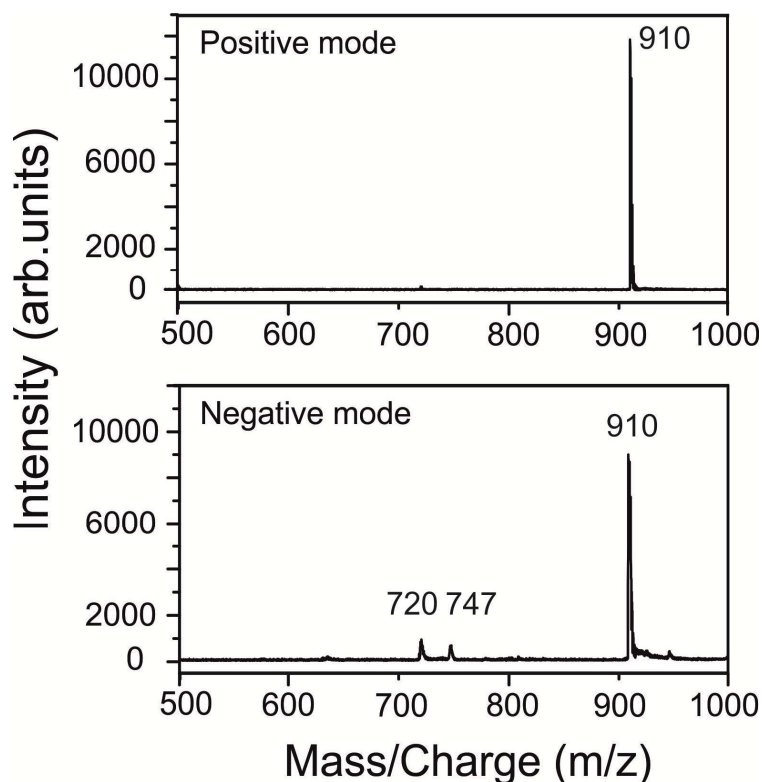 Positive mode
910
10000
6000
2000
0
500 600 700 800 900 1000
Intensity (arb.units)
Negative mode
910
10000
6000
2000
0
720 747
500 600 700 800 900 1000
Mass/Charge (m/z)